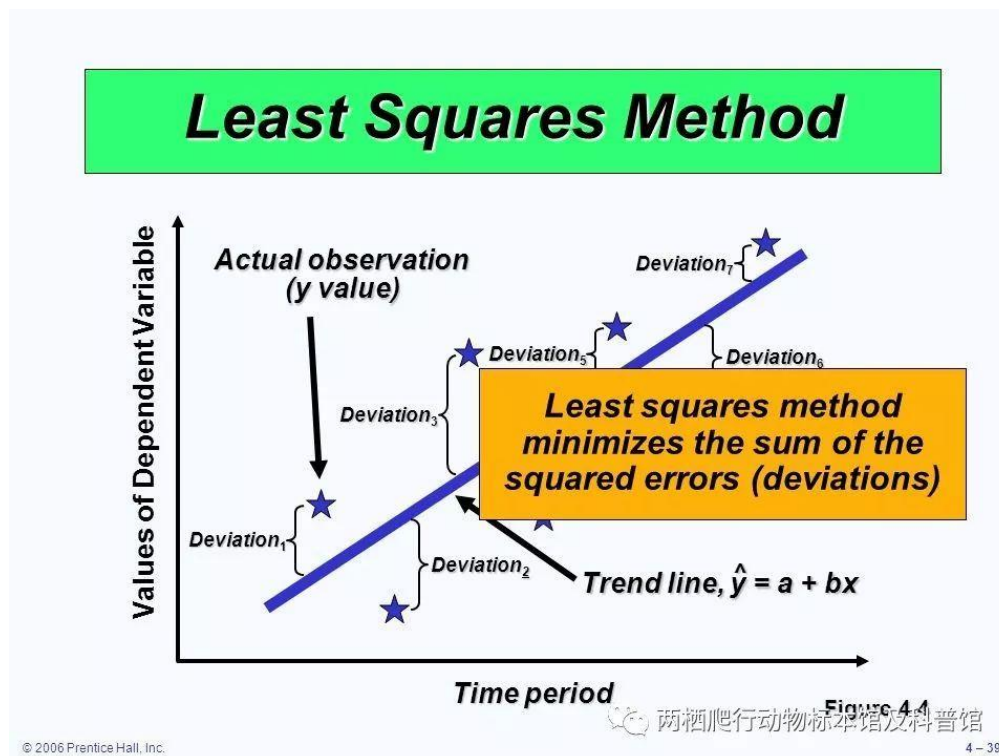 Least Squares Method
Values of Dependent Variable
Actual observation
(y value)
Deviation7
Deviation5
Deviation6
Deviation3
Least squares method
minimizes the sum of the
squared errors (deviations)
Deviation1
Deviation2
Trend line, ŷ = a + bx
Time period
Figure 4.4
两栖爬行动物标本馆及科普馆
© 2006 Prentice Hall, Inc.
4 – 39